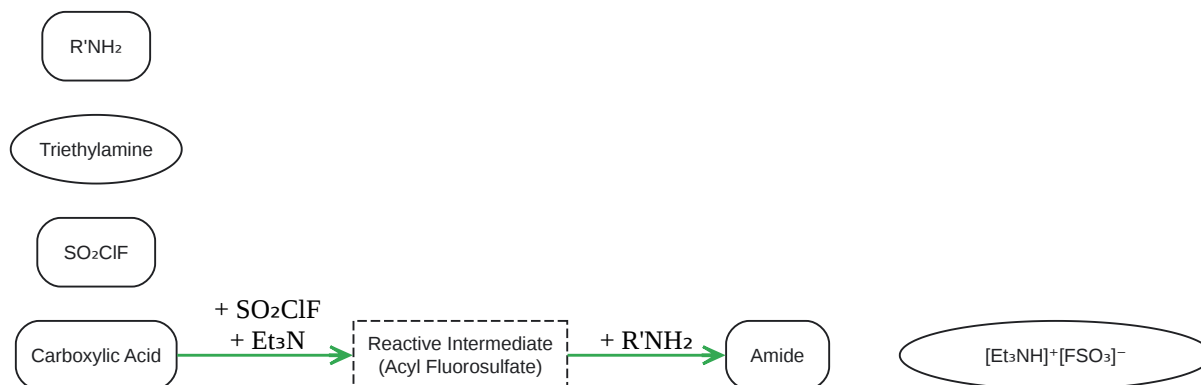 R'NH₂
Triethylamine
SO₂ClF
+ SO₂ClF
+ Et₃N
Carboxylic Acid
Reactive Intermediate
(Acyl Fluorosulfate)
+ R'NH₂
Amide
[Et₃NH]⁺[FSO₃]⁻